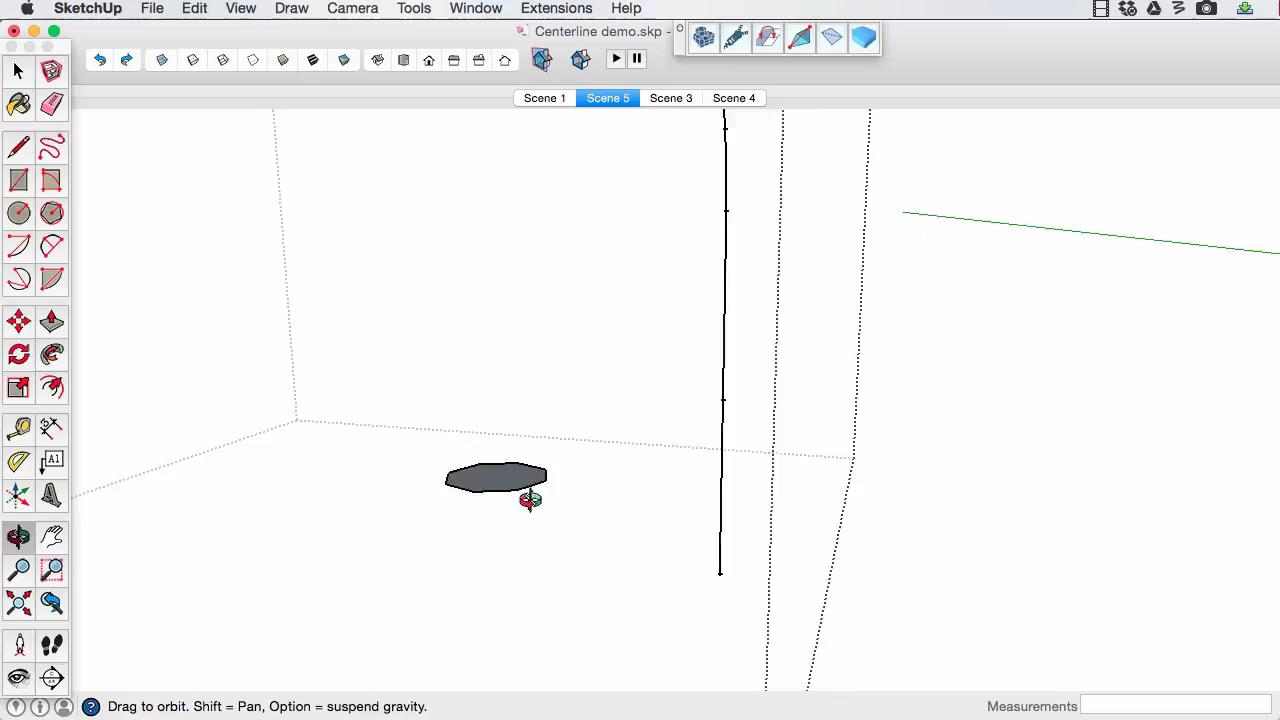 SketchUp File Edit View Draw Camera Tools Window Extensions Help
Centerline demo.skp -
Scene 1 Scene 5 Scene 3 Scene 4
A1
Drag to orbit. Shift = Pan, Option = suspend gravity.
Measurements